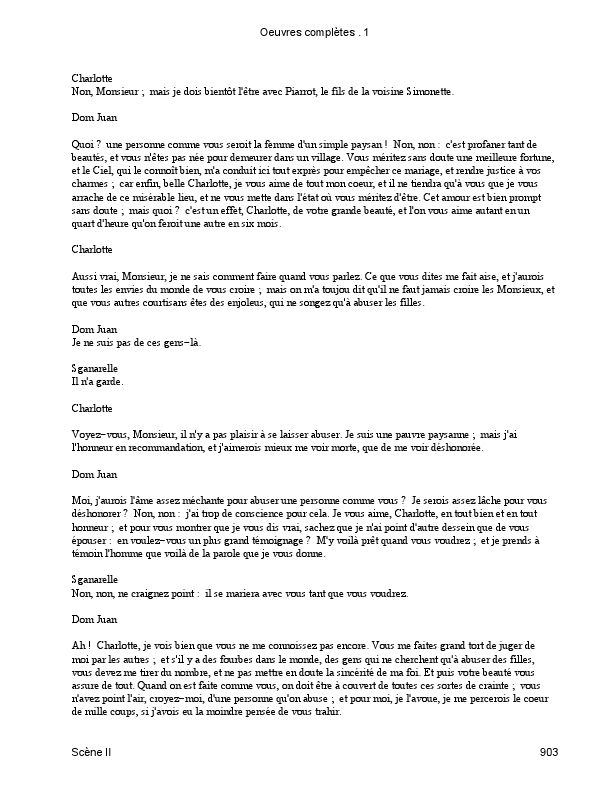 Oeuvres complètes . 1
Charlotte
Non, Monsieur ; mais je dois bientôt l'être avec Piarrot, le fils de la voisine Simonette.
Dom Juan
Quoi ? une personne comme vous seroit la femme d'un simple paysan ! Non, non : c'est profaner tant de
beautés, et vous n'êtes pas née pour demeurer dans un village. Vous méritez sans doute une meilleure fortune,
et le Ciel, qui le connoît bien, m'a conduit ici tout exprès pour empêcher ce mariage, et rendre justice à vos
charmes ; car enfin, belle Charlotte, je vous aime de tout mon coeur, et il ne tiendra qu'à vous que je vous
arrache de ce misérable lieu, et ne vous mette dans l'état où vous méritez d'être. Cet amour est bien prompt
sans doute ; mais quoi ? c'est un effet, Charlotte, de votre grande beauté, et l'on vous aime autant en un
quart d'heure qu'on feroit une autre en six mois.
Charlotte
Aussi vrai, Monsieur, je ne sais comment faire quand vous parlez. Ce que vous dites me fait aise, et j'aurois
toutes les envies du monde de vous croire ; mais on m'a toujou dit qu'il ne faut jamais croire les Monsieux, et
que vous autres courtisans êtes des enjoleus, qui ne songez qu'à abuser les filles.
Dom Juan
Je ne suis pas de ces gens−là.
Sganarelle
Il n'a garde.
Charlotte
Voyez−vous, Monsieur, il n'y a pas plaisir à se laisser abuser. Je suis une pauvre paysanne ; mais j'ai
l'honneur en recommandation, et j'aimerois mieux me voir morte, que de me voir déshonorée.
Dom Juan
Moi, j'aurois l'âme assez méchante pour abuser une personne comme vous ? Je serois assez lâche pour vous
déshonorer ? Non, non : j'ai trop de conscience pour cela. Je vous aime, Charlotte, en tout bien et en tout
honneur ; et pour vous montrer que je vous dis vrai, sachez que je n'ai point d'autre dessein que de vous
épouser : en voulez−vous un plus grand témoignage ? M'y voilà prêt quand vous voudrez ; et je prends à
témoin l'homme que voilà de la parole que je vous donne.
Sganarelle
Non, non, ne craignez point : il se mariera avec vous tant que vous voudrez.
Dom Juan
Ah ! Charlotte, je vois bien que vous ne me connoissez pas encore. Vous me faites grand tort de juger de
moi par les autres ; et s'il y a des fourbes dans le monde, des gens qui ne cherchent qu'à abuser des filles,
vous devez me tirer du nombre, et ne pas mettre en doute la sincérité de ma foi. Et puis votre beauté vous
assure de tout. Quand on est faite comme vous, on doit être à couvert de toutes ces sortes de crainte ; vous
n'avez point l'air, croyez−moi, d'une personne qu'on abuse ; et pour moi, je l'avoue, je me percerois le coeur
de mille coups, si j'avois eu la moindre pensée de vous trahir.
Scène II 903